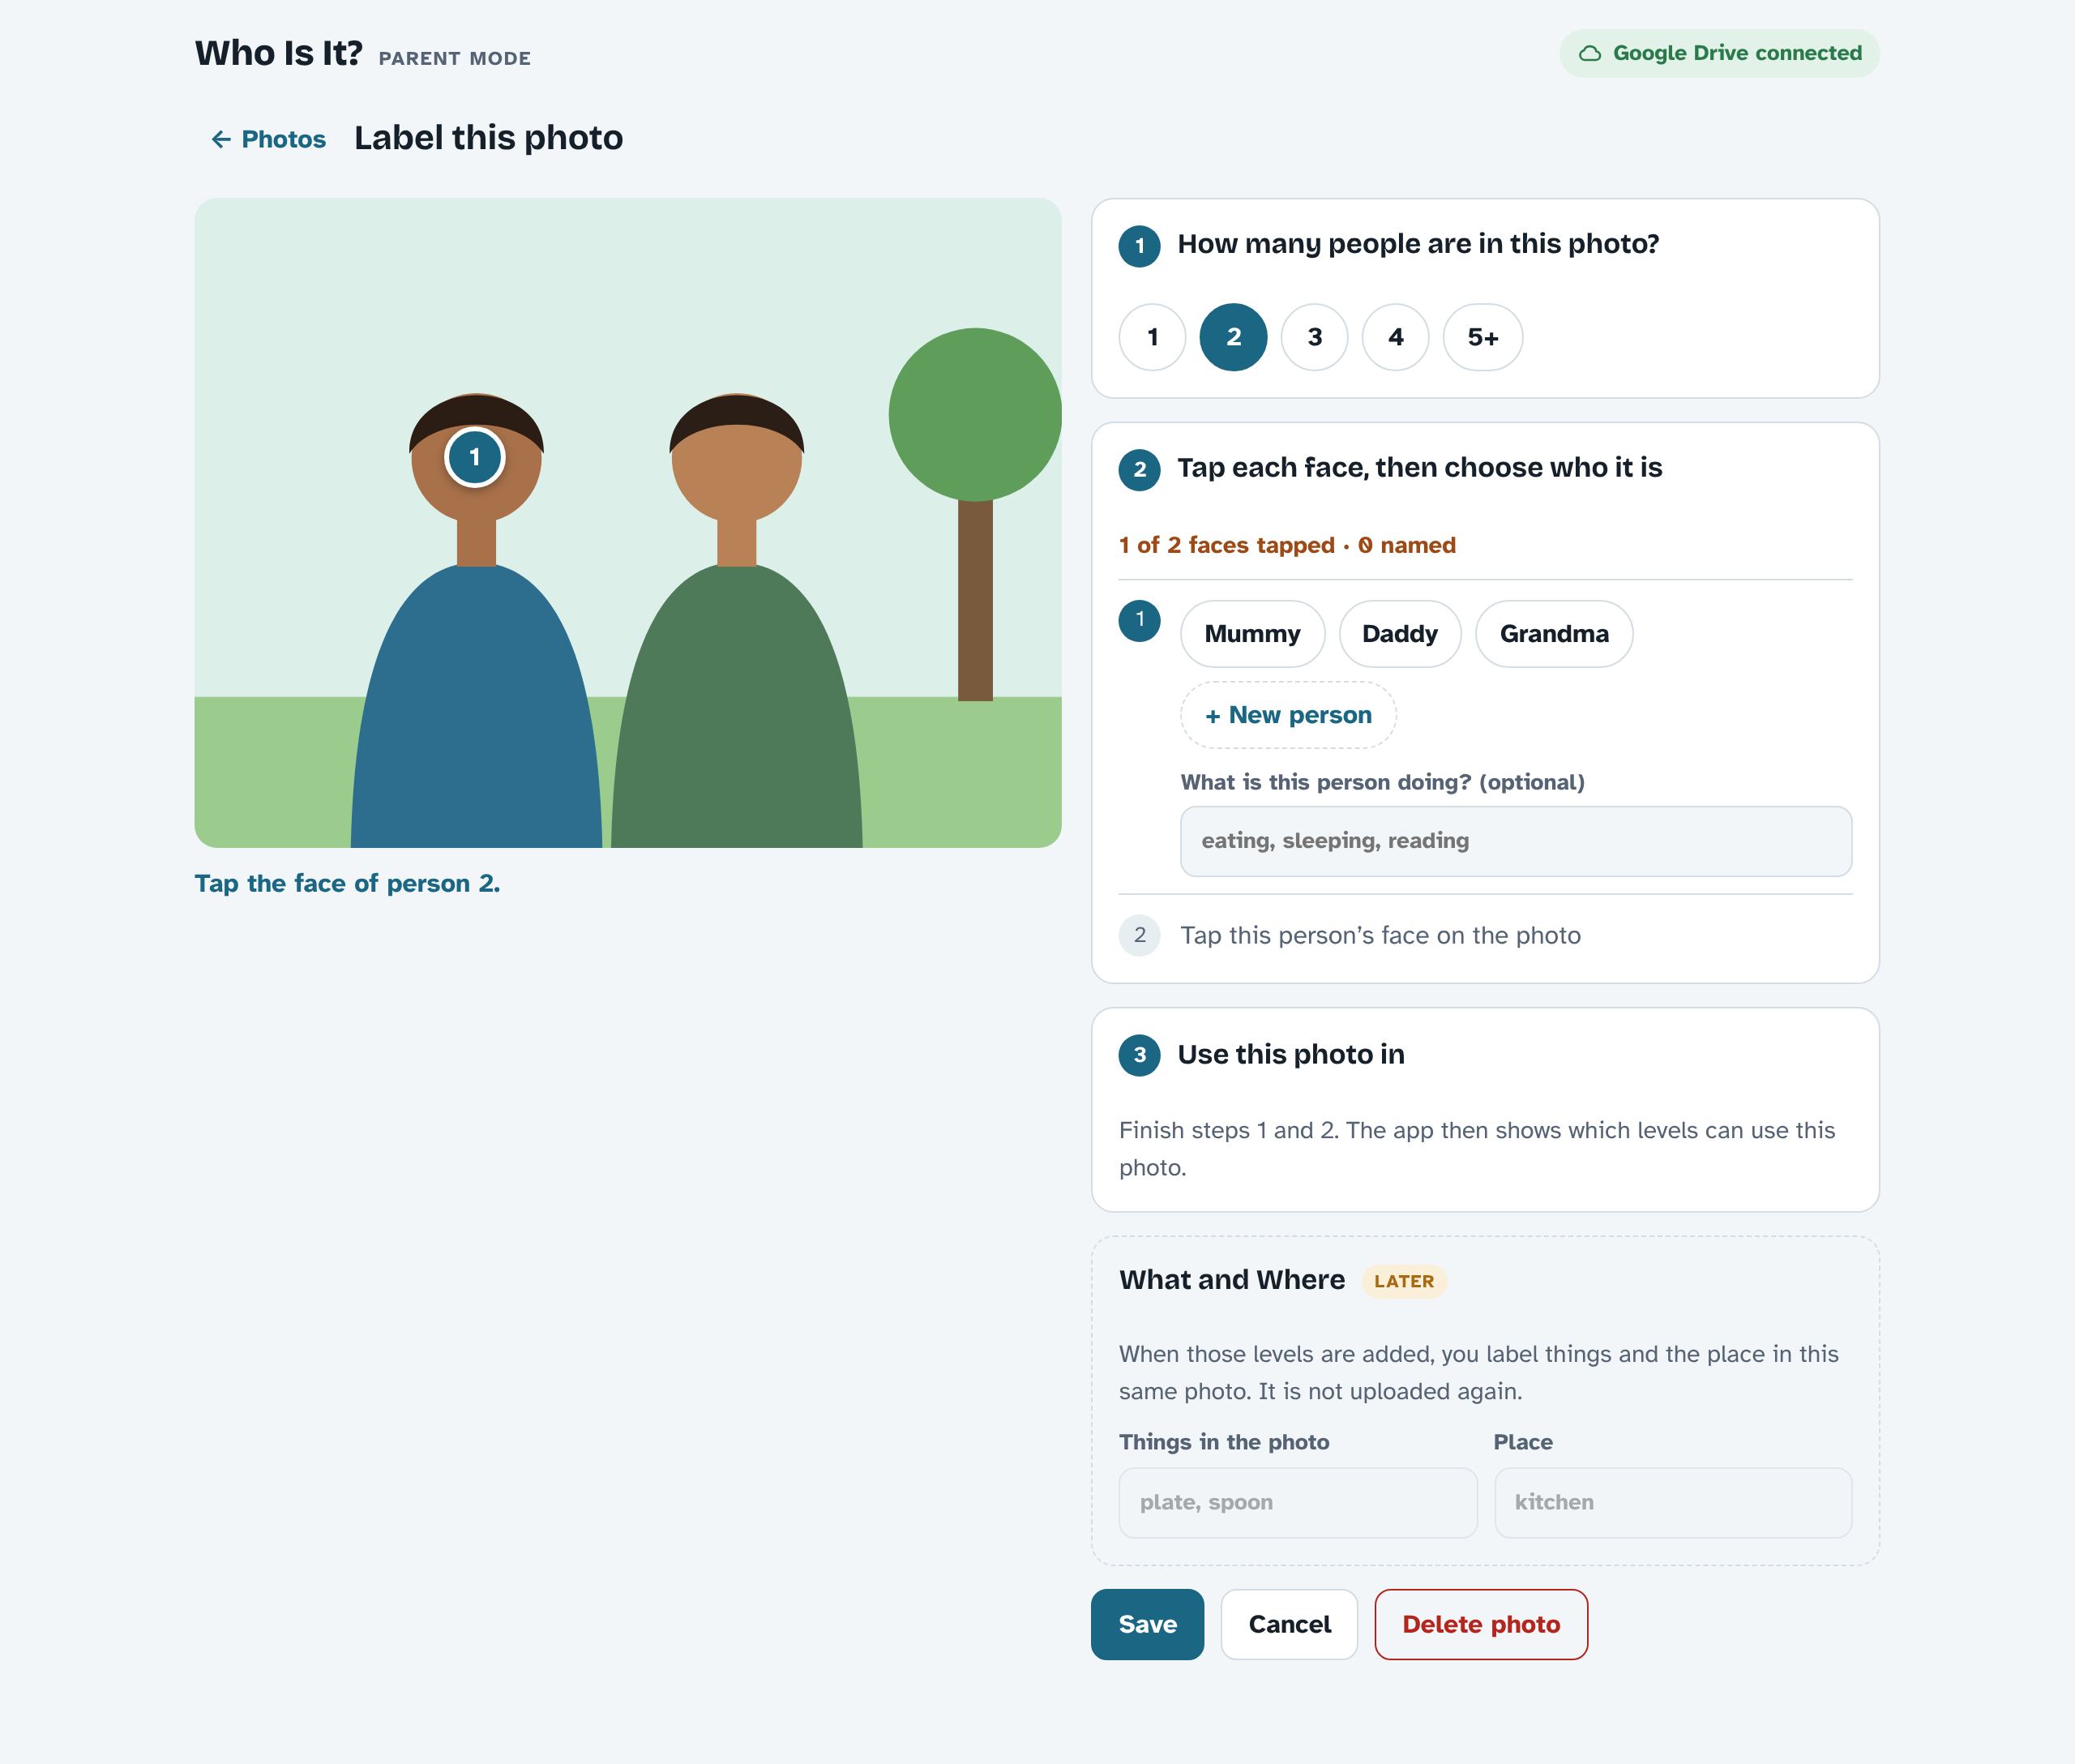 Who Is It? PARENT MODE
Google Drive connected
← Photos Label this photo
1
Tap the face of person 2.
1 How many people are in this photo?
1 2 3 4 5+
2 Tap each face, then choose who it is
1 of 2 faces tapped · 0 named
1 Mummy Daddy Grandma
+ New person
What is this person doing? (optional)
eating, sleeping, reading
2 Tap this person’s face on the photo
3 Use this photo in
Finish steps 1 and 2. The app then shows which levels can use this
photo.
What and Where LATER
When those levels are added, you label things and the place in this
same photo. It is not uploaded again.
Things in the photo Place
plate, spoon kitchen
Save Cancel Delete photo